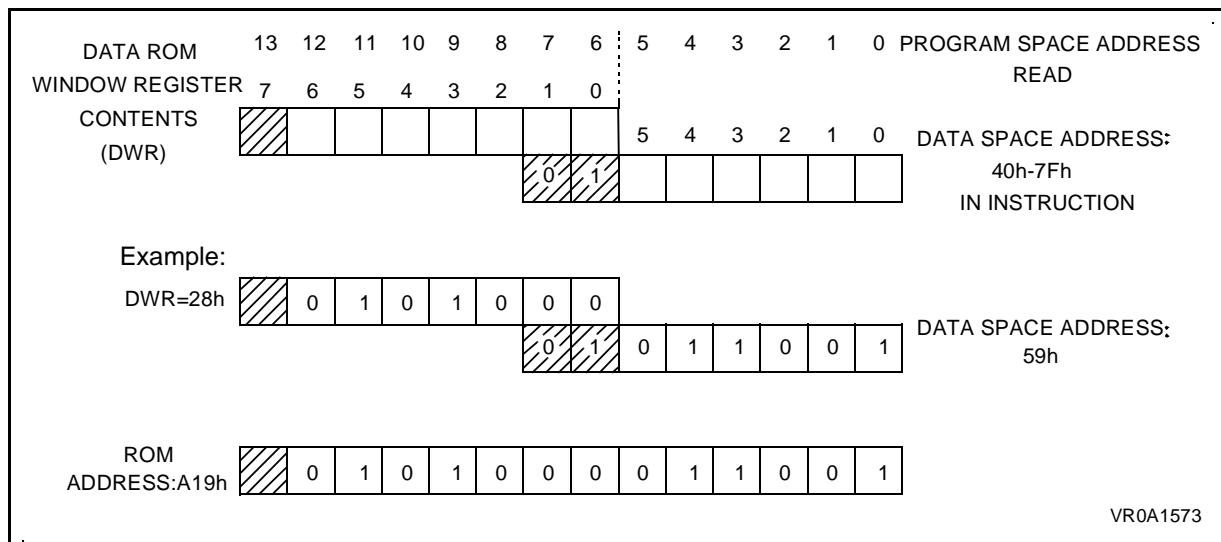 13 12 11 10 9 8 7 6 5 4 3 2 1 0 PROGRAM SPACE ADDRESS
READ
DATA ROM
WINDOW REGISTER
CONTENTS
(DWR)
7 6 5 4 3 2 1 0
5 4 3 2 1 0
0 1
DATA SPACE ADDRESS:
40h-7Fh
IN INSTRUCTION
Example:
DWR=28h
0 1 0 1 0 0 0
0 1 0 1 1 0 0 1
DATA SPACE ADDRESS:
59h
ROM
ADDRESS:A19h
0 1 0 1 0 0 0 0 1 1 0 0 1
VR0A1573